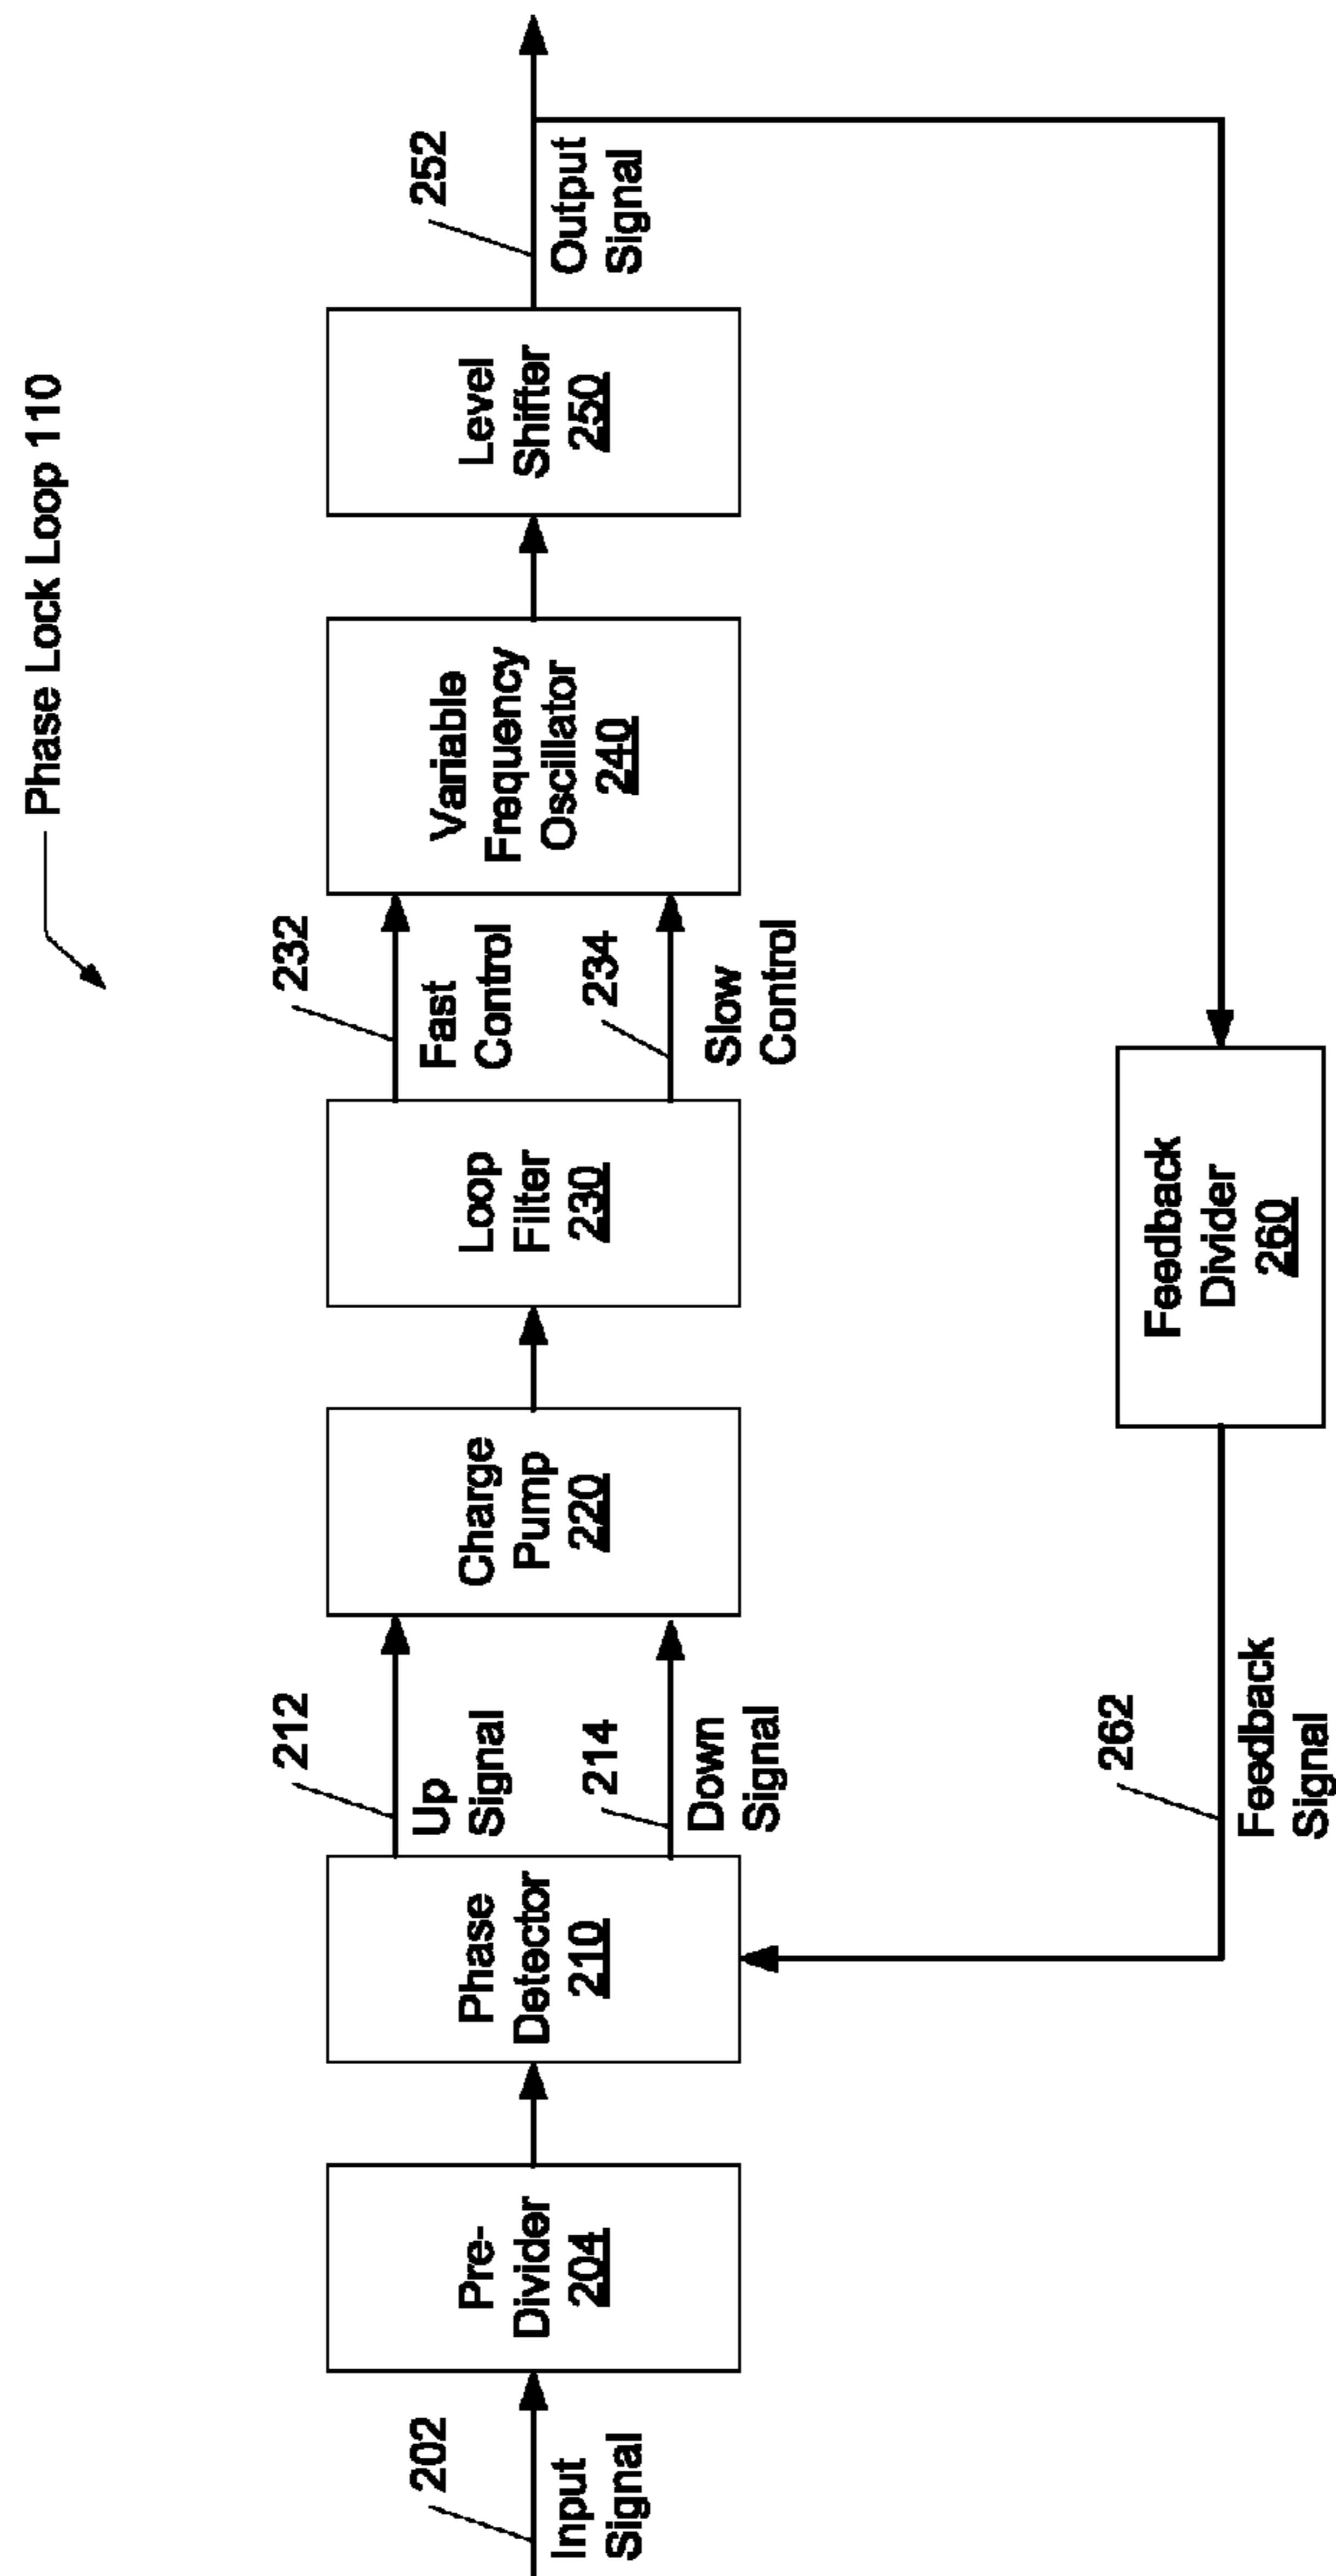 Phase Lock Loop 110
202
Input
Signal
Pre-
Divider
204
Phase
Detector
210
212
Up
Signal
214
Down
Signal
Charge
Pump
220
Loop
Filter
230
232
Fast
Control
234
Slow
Control
Variable
Frequency
Oscillator
240
Level
Shifter
250
252
Output
Signal
262
Feedback
Signal
Feedback
Divider
260